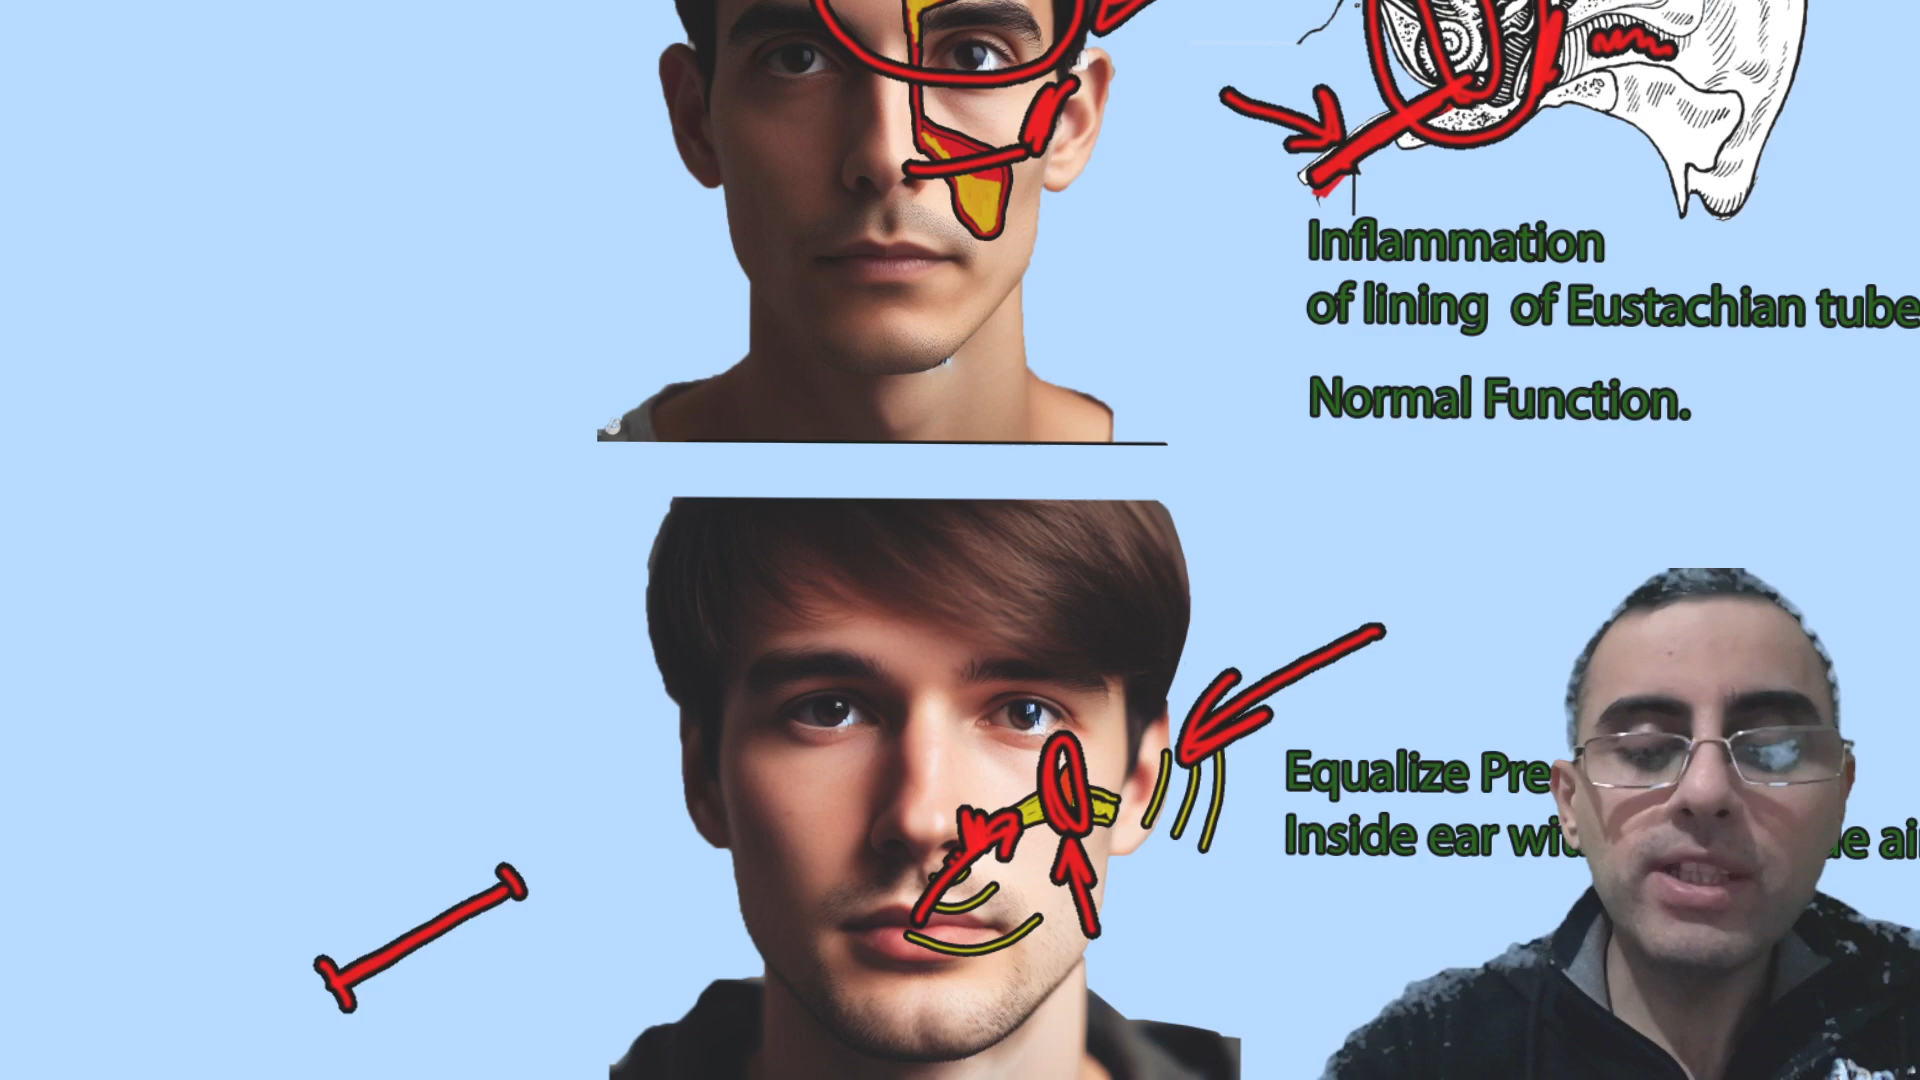 Inflammation
of lining of Eustachian tube
Normal Function.
Equalize Pre
Inside ear wi
ai